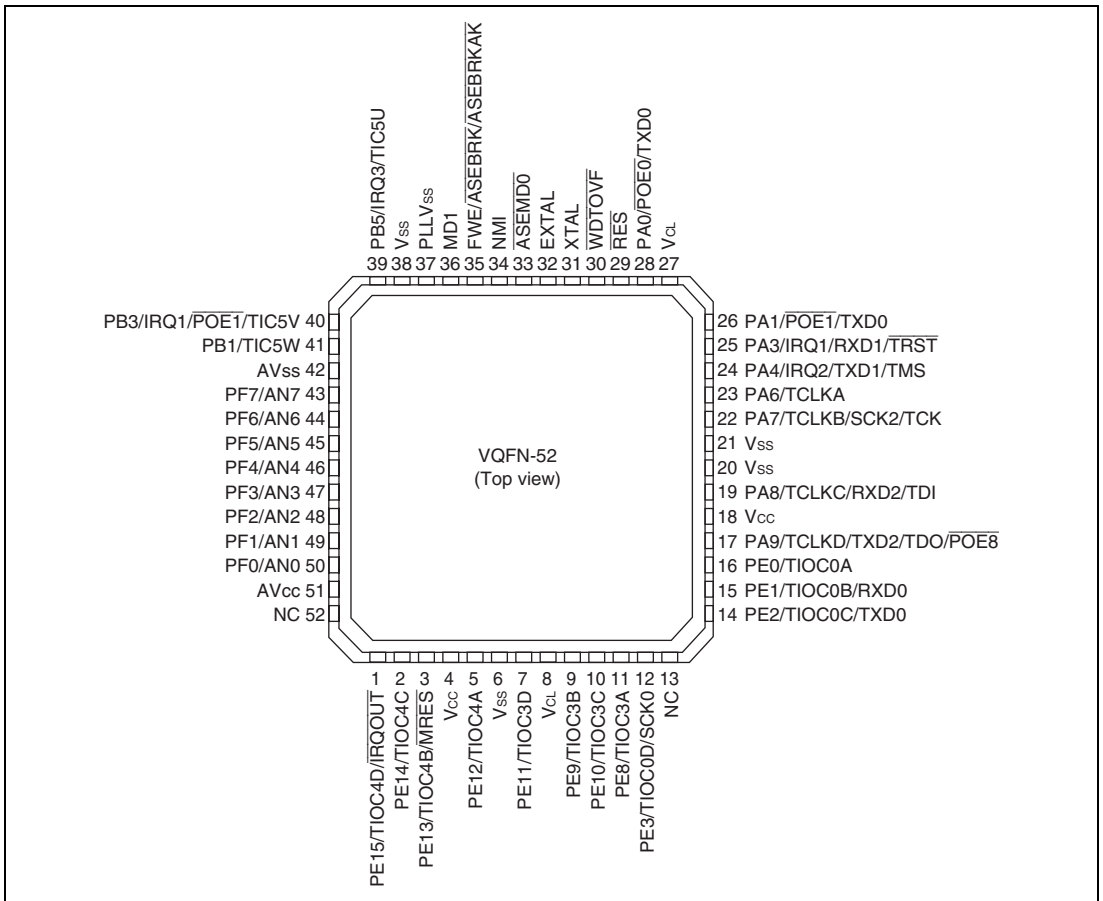 39 PB5/IRQ3/TIC5U
38 Vss
37 PLLVss
36 MD1
35 FWE/ASEBRK/ASEBRKAK
34 NMI
33 ASEMD0
32 EXTAL
31 XTAL
30 WDTOVF
29 RES
28 PA0/POE0/TXD0
27 VCL
PB3/IRQ1/POE1/TIC5V 40
PB1/TIC5W 41
AVss 42
PF7/AN7 43
PF6/AN6 44
PF5/AN5 45
PF4/AN4 46
PF3/AN3 47
PF2/AN2 48
PF1/AN1 49
PF0/AN0 50
AVcc 51
NC 52
VQFN-52
(Top view)
26 PA1/POE1/TXD0
25 PA3/IRQ1/RXD1/TRST
24 PA4/IRQ2/TXD1/TMS
23 PA6/TCLKA
22 PA7/TCLKB/SCK2/TCK
21 Vss
20 Vss
19 PA8/TCLKC/RXD2/TDI
18 Vcc
17 PA9/TCLKD/TXD2/TDO/POE8
16 PE0/TIOC0A
15 PE1/TIOC0B/RXD0
14 PE2/TIOC0C/TXD0
1 PE15/TIOC4D/IRQOUT
2 PE14/TIOC4C
3 PE13/TIOC4B/MRES
4 Vcc
5 PE12/TIOC4A
6 Vss
7 PE11/TIOC3D
8 VCL
9 PE9/TIOC3B
10 PE10/TIOC3C
11 PE8/TIOC3A
12 PE3/TIOC0D/SCK0
13 NC